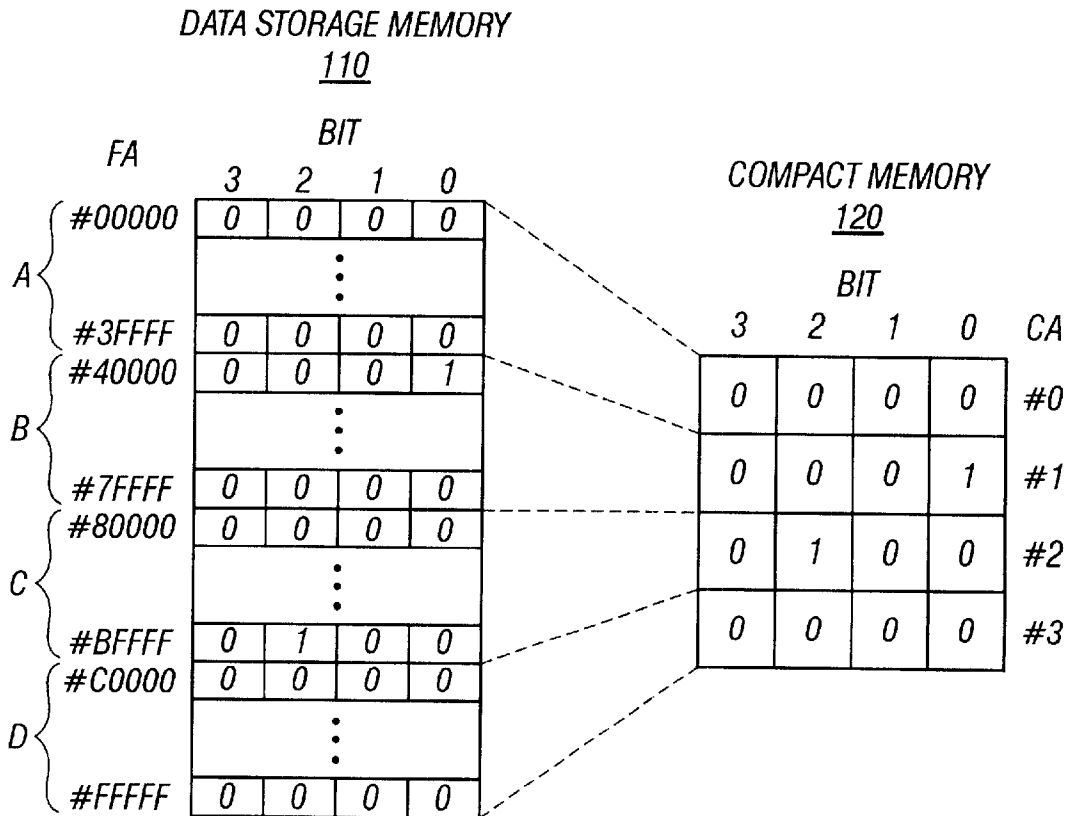 DATA STORAGE MEMORY
110
BIT
FA
3 2 1 0
A
#00000 0 0 0 0
#3FFFF 0 0 0 0
B
#40000 0 0 0 1
#7FFFF 0 0 0 0
C
#80000 0 0 0 0
#BFFFF 0 1 0 0
D
#C0000 0 0 0 0
#FFFFF 0 0 0 0
COMPACT MEMORY
120
BIT
3 2 1 0 CA
0 0 0 0 #0
0 0 0 1 #1
0 1 0 0 #2
0 0 0 0 #3